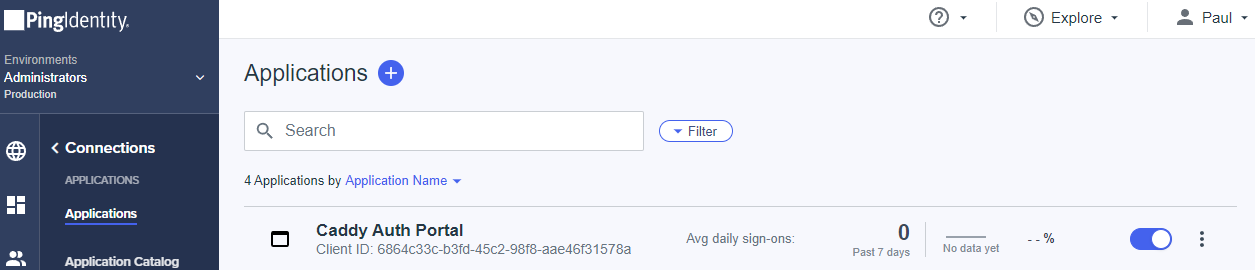 PingIdentity.
Explore
Paul
Environments
Administrators
Production
Connections
APPLICATIONS
Applications
Application Catalog
Applications
Search
Filter
4 Applications by Application Name
Caddy Auth Portal
Client ID: 6864c33c-b3fd-45c2-98f8-aae46f31578a
Avg daily sign-ons:
0
Past 7 days
No data yet
- - %